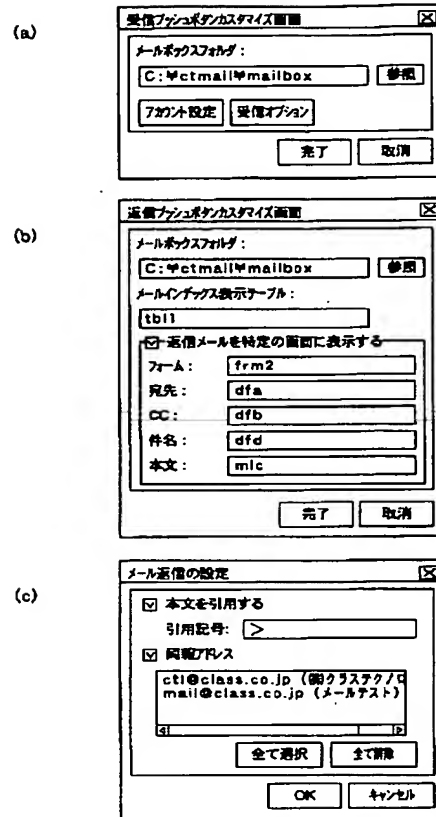 (a)
受信プッシュボタンカスタマイズ画面
メールボックスフォルダ:
C:¥ctmail¥mailbox 参照
アカウント設定 受信オプション
完了 取消
(b)
返信プッシュボタンカスタマイズ画面
メールボックスフォルダ:
C:¥ctmail¥mailbox 参照
メールインデックス表示テーブル:
tbl1
返信メールを特定の画面に表示する
フォーム: frm2
宛先: dfa
CC: dfb
件名: dfd
本文: mlc
完了 取消
(c)
メール返信の設定
本文を引用する
引用記号: >
同報アドレス
ctl@class.co.jp (㈱クラステクノロ
mail@class.co.jp (メールテスト)
全て選択 全て解除
OK キャンセル